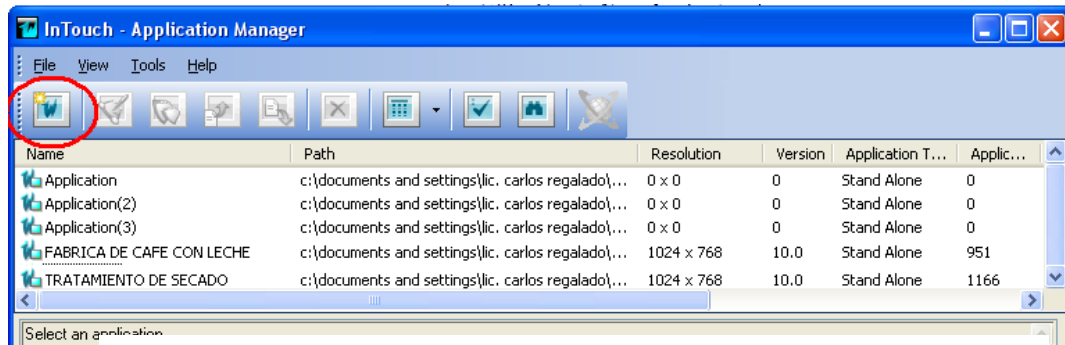 InTouch - Application Manager
File View Tools Help
Name Path Resolution Version Application T... Applic...
Application c:\documents and settings\lic. carlos regalado\... 0 x 0 0 Stand Alone 0
Application(2) c:\documents and settings\lic. carlos regalado\... 0 x 0 0 Stand Alone 0
Application(3) c:\documents and settings\lic. carlos regalado\... 0 x 0 0 Stand Alone 0
FABRICA DE CAFE CON LECHE c:\documents and settings\lic. carlos regalado\... 1024 x 768 10.0 Stand Alone 951
TRATAMIENTO DE SECADO c:\documents and settings\lic. carlos regalado\... 1024 x 768 10.0 Stand Alone 1166
Select an application